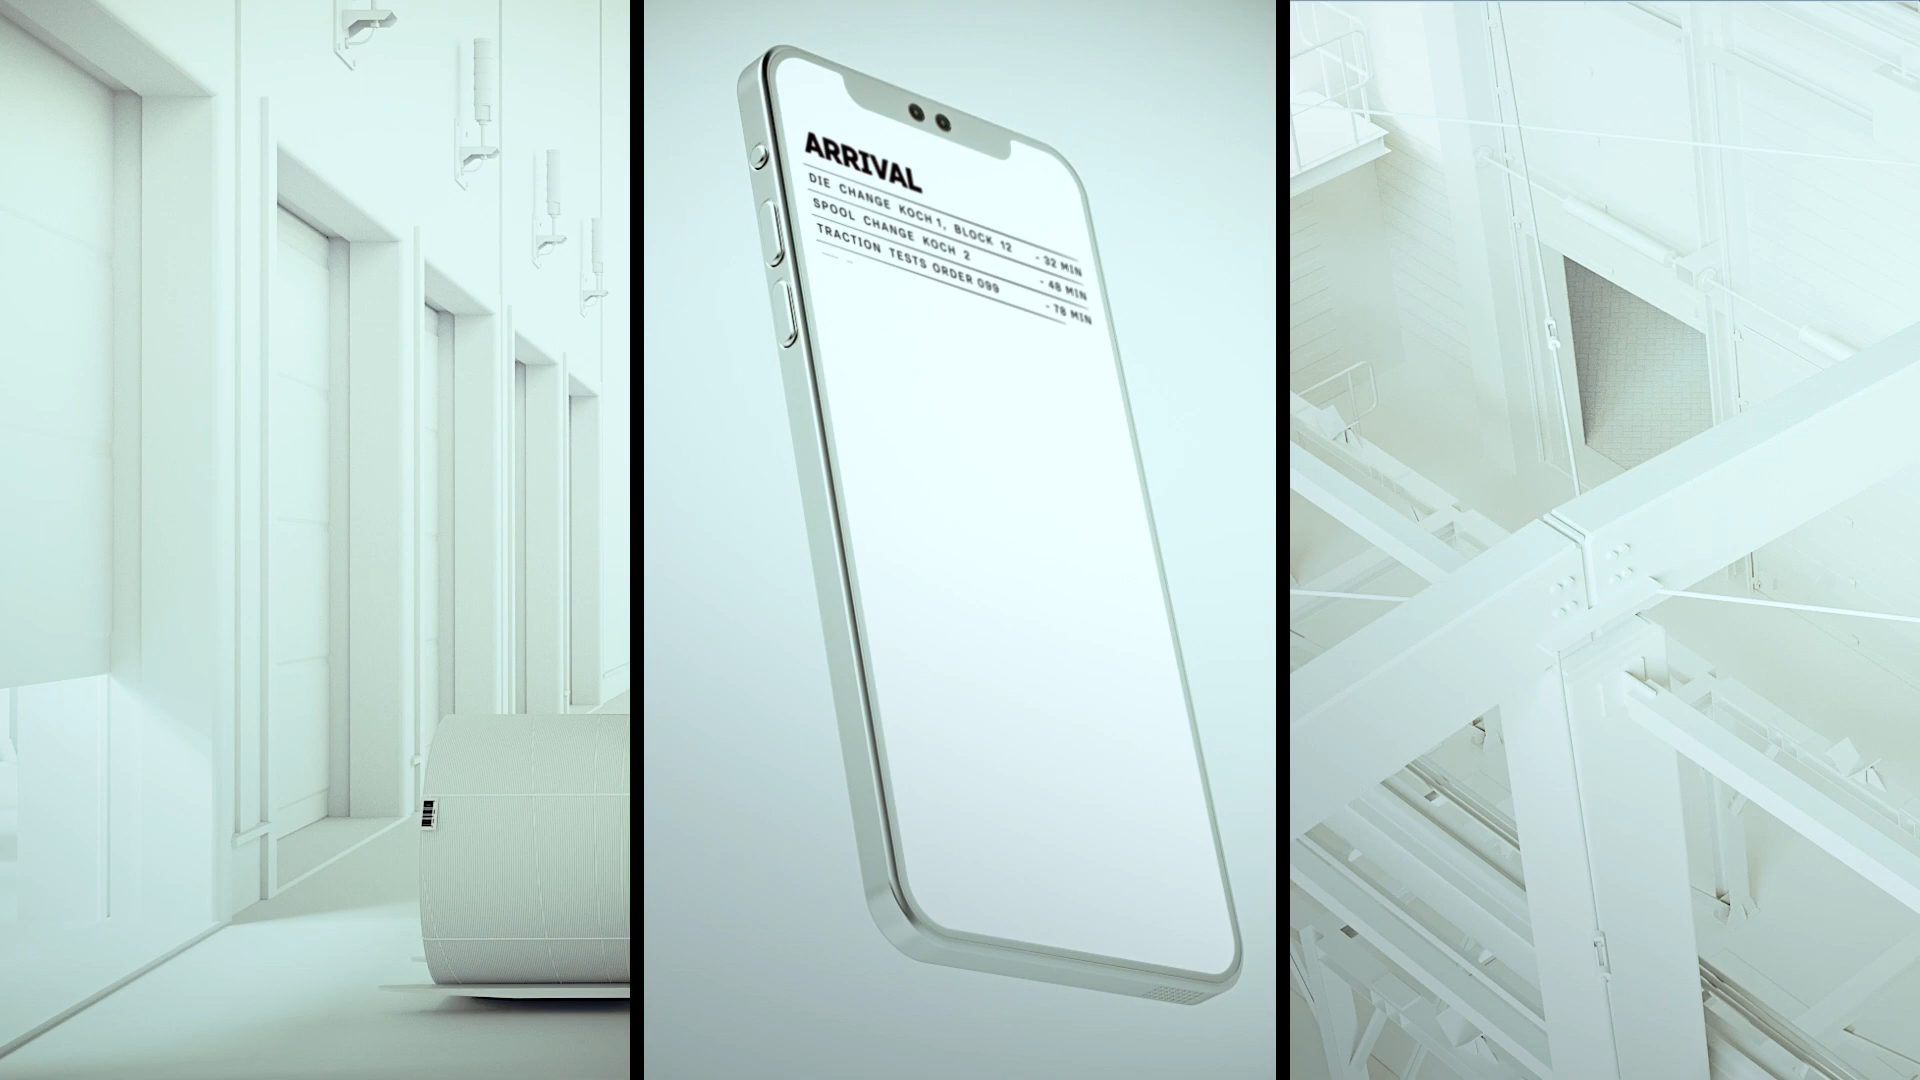 ARRIVAL
DIE CHANGE KOCH 1, BLOCK 12 - 32 MIN
SPOOL CHANGE KOCH 2 - 48 MIN
TRACTION TESTS ORDER 099 - 78 MIN